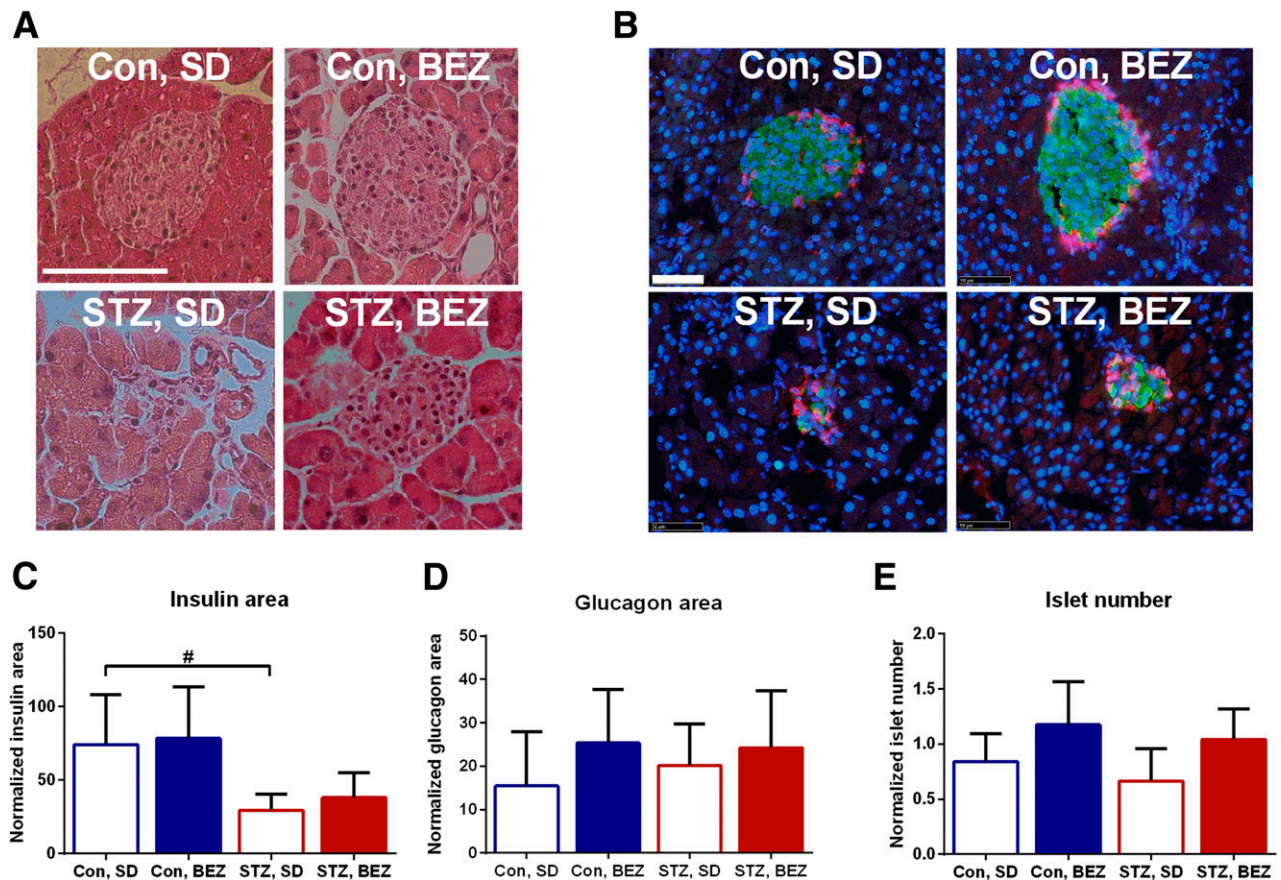 A
Con, SD
Con, BEZ
STZ, SD
STZ, BEZ
B
Con, SD
Con, BEZ
STZ, SD
STZ, BEZ
C
Insulin area
Normalized insulin area
150
100
50
0
#
Con, SD
Con, BEZ
STZ, SD
STZ, BEZ
D
Glucagon area
Normalized glucagon area
50
40
30
20
10
0
Con, SD
Con, BEZ
STZ, SD
STZ, BEZ
E
Islet number
Normalized islet number
2.0
1.5
1.0
0.5
0.0
Con, SD
Con, BEZ
STZ, SD
STZ, BEZ